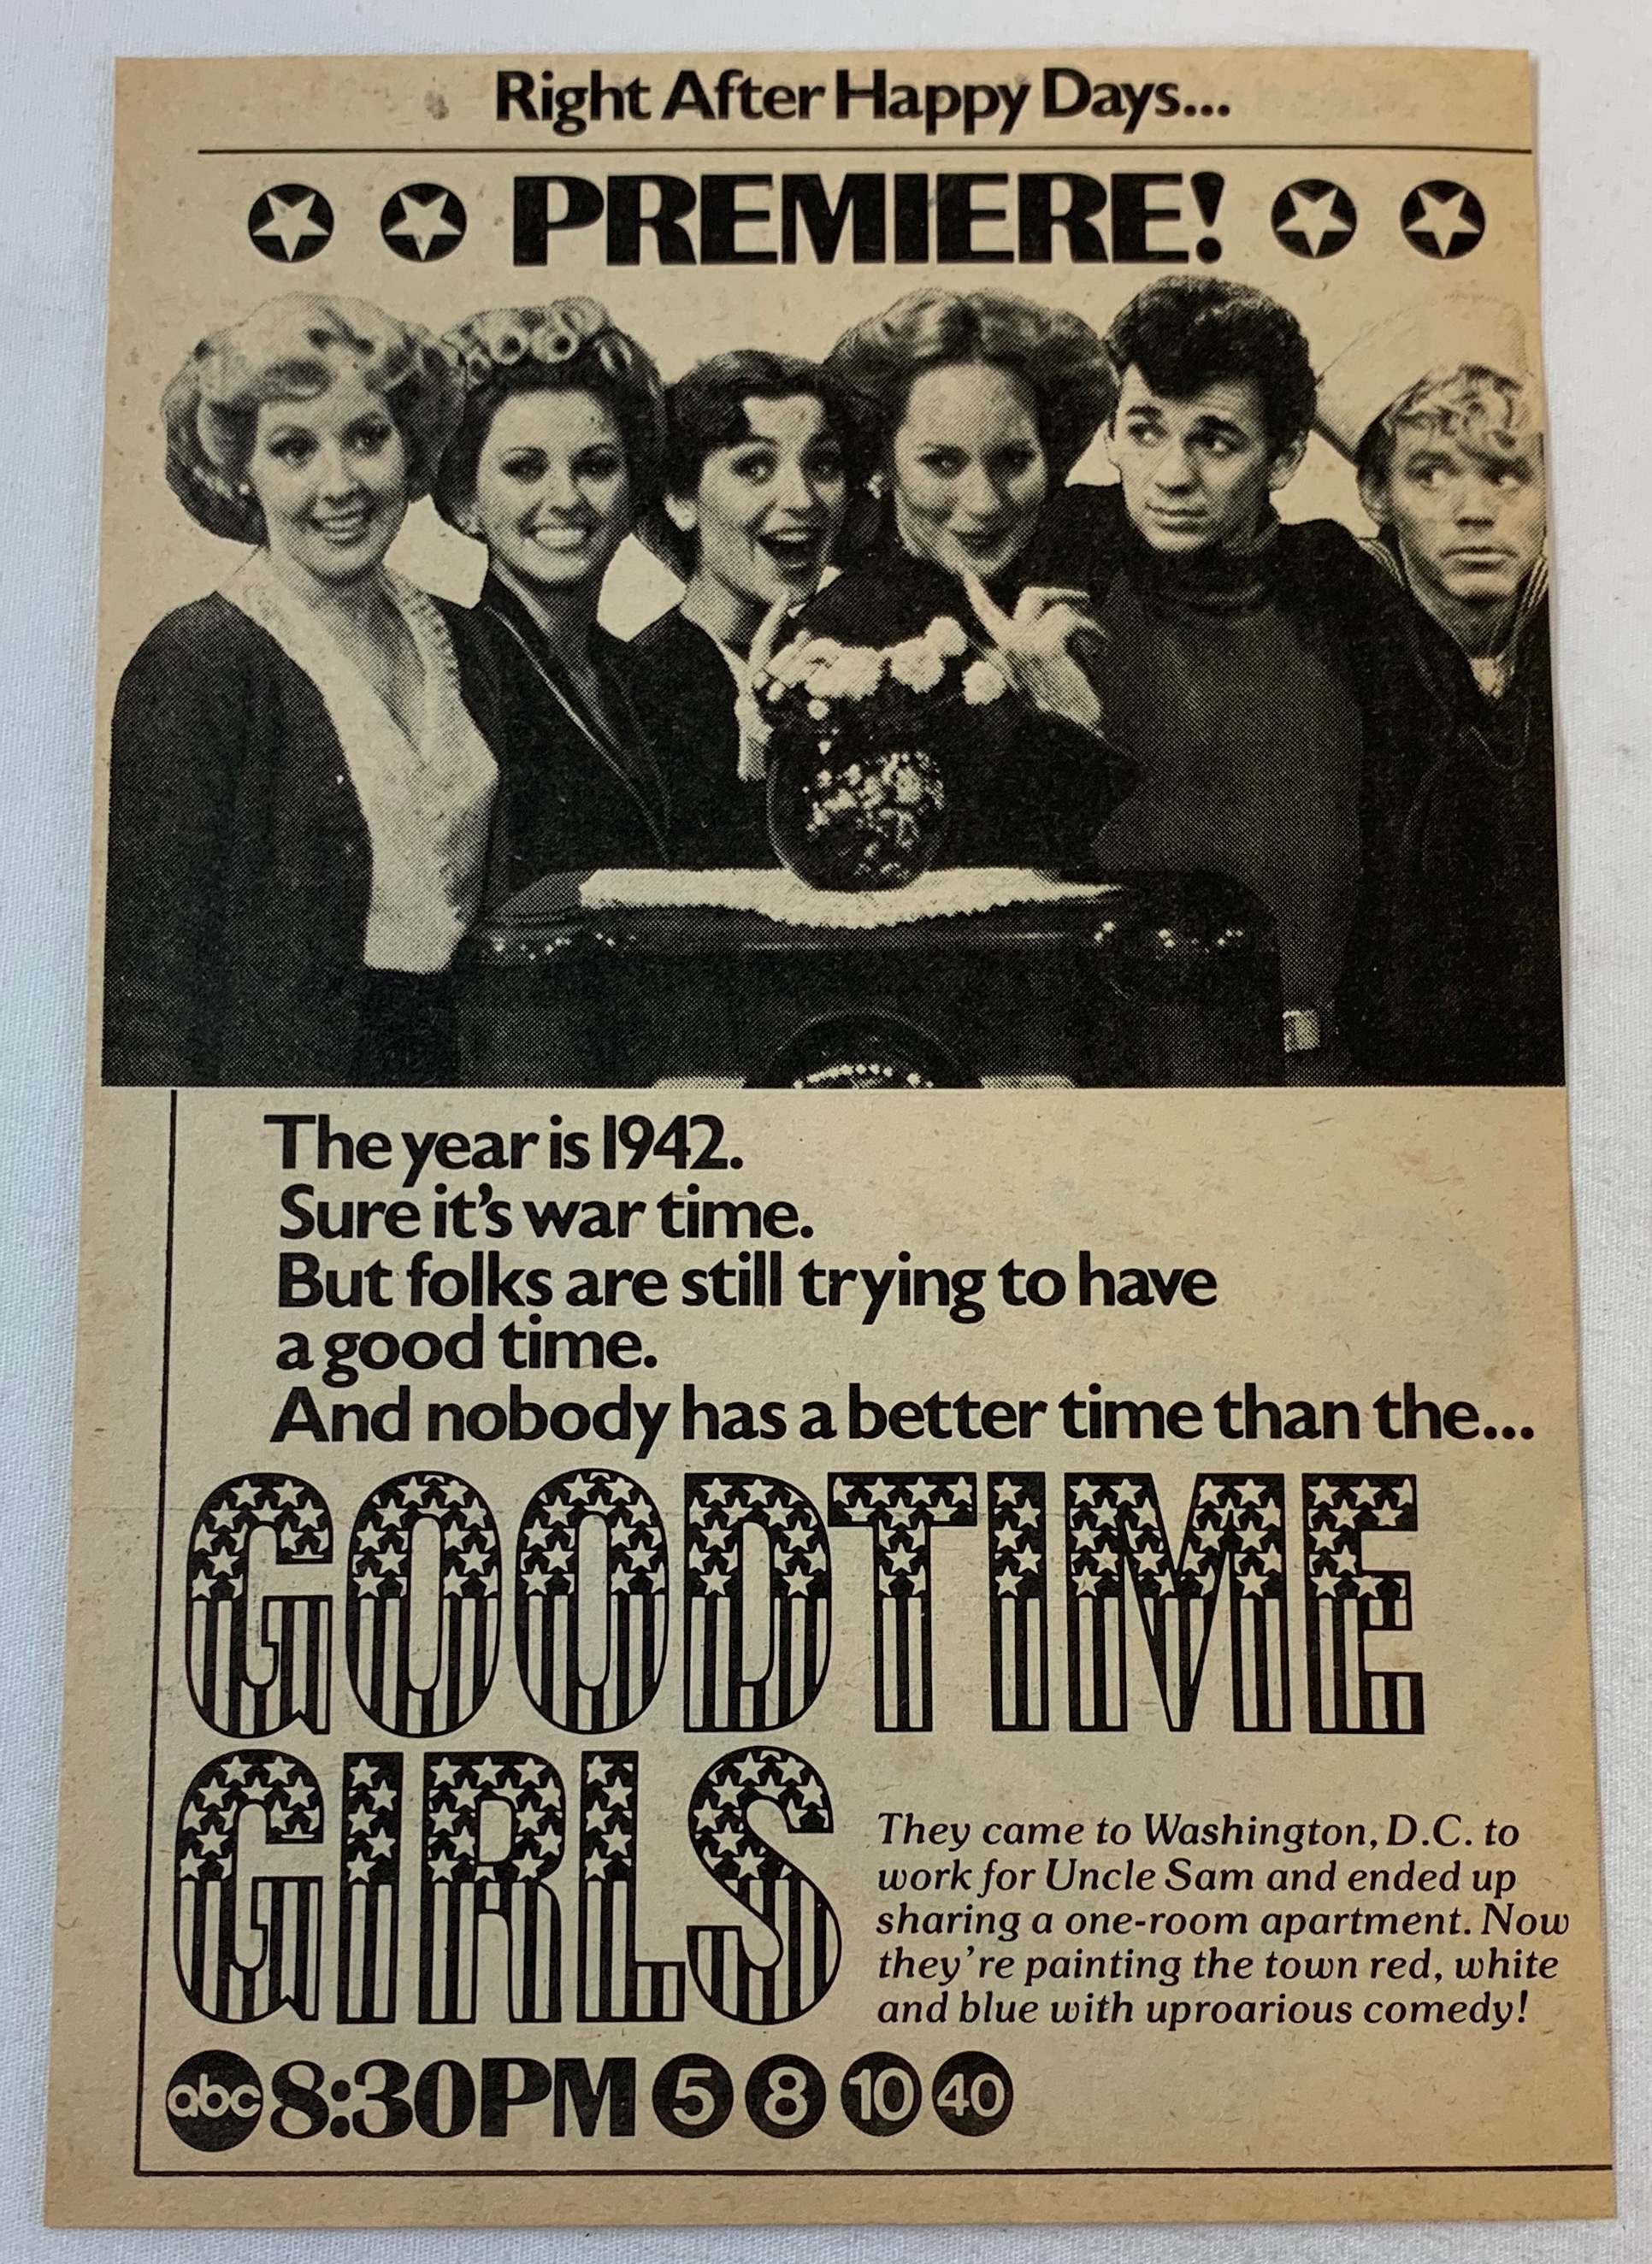 Right After Happy Days...
PREMIERE!
The year is 1942.
Sure it's war time.
But folks are still trying to have
a good time.
And nobody has a better time than the...
GOODTIME
GIRLS
They came to Washington, D.C. to
work for Uncle Sam and ended up
sharing a one-room apartment. Now
they're painting the town red, white
and blue with uproarious comedy!
abc 8:30PM 5 8 10 40